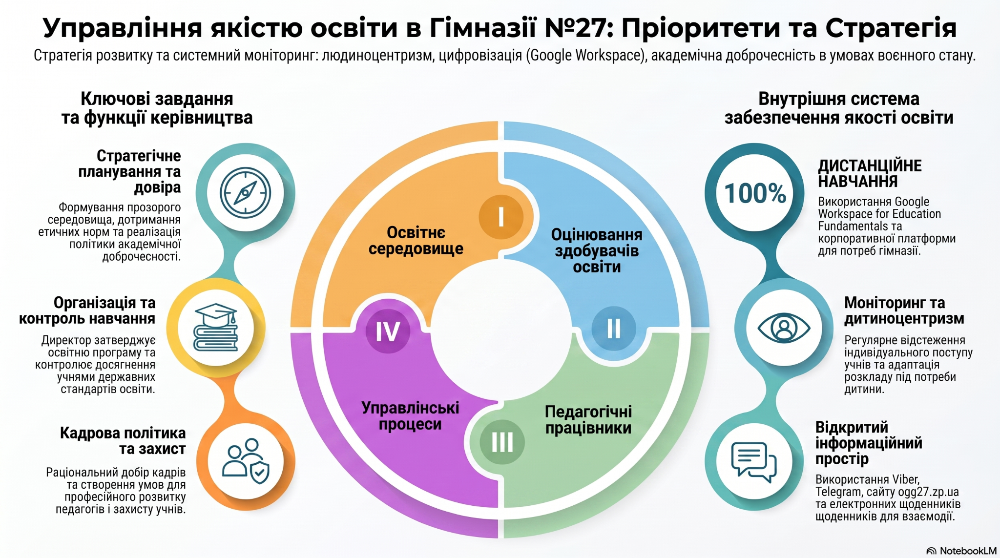 Управління якістю освіти в Гімназії №27: Пріоритети та Стратегія
Стратегія розвитку та системний моніторинг: людиноцентризм, цифровізація (Google Workspace), академічна доброчесність в умовах воєнного стану.
Ключові завдання
та функції керівництва
Стратегічне
планування та
довіра
Формування прозорого
середовища, дотримання
етичних норм та реалізація
політики академічної
доброчесності.
Організація та
контроль навчання
Директор затверджує
освітню програму та
контролює досягнення
учнями державних
стандартів освіти.
Кадрова політика
та захист
Раціональний добір кадрів
та створення умов для
професійного розвитку
педагогів і захисту учнів.
I
Освітнє
середовище
Оцінювання
здобувачів
освіти
II
Педагогічні
працівники
III
Управлінські
процеси
IV
Внутрішня система
забезпечення якості освіти
100%
ДИСТАНЦІЙНЕ
НАВЧАННЯ
Використання Google
Workspace for Education
Fundamentals та
корпоративної платформи
для потреб гімназії.
Моніторинг та
дитиноцентризм
Регулярне відстеження
індивідуального поступу
учнів та адаптація
розкладу під потреби
дитини.
Відкритий
інформаційний
простір
Використання Viber,
Telegram, сайту ogg27.zp.ua
та електронних щоденників
щоденників для взаємодії.
NotebookLM